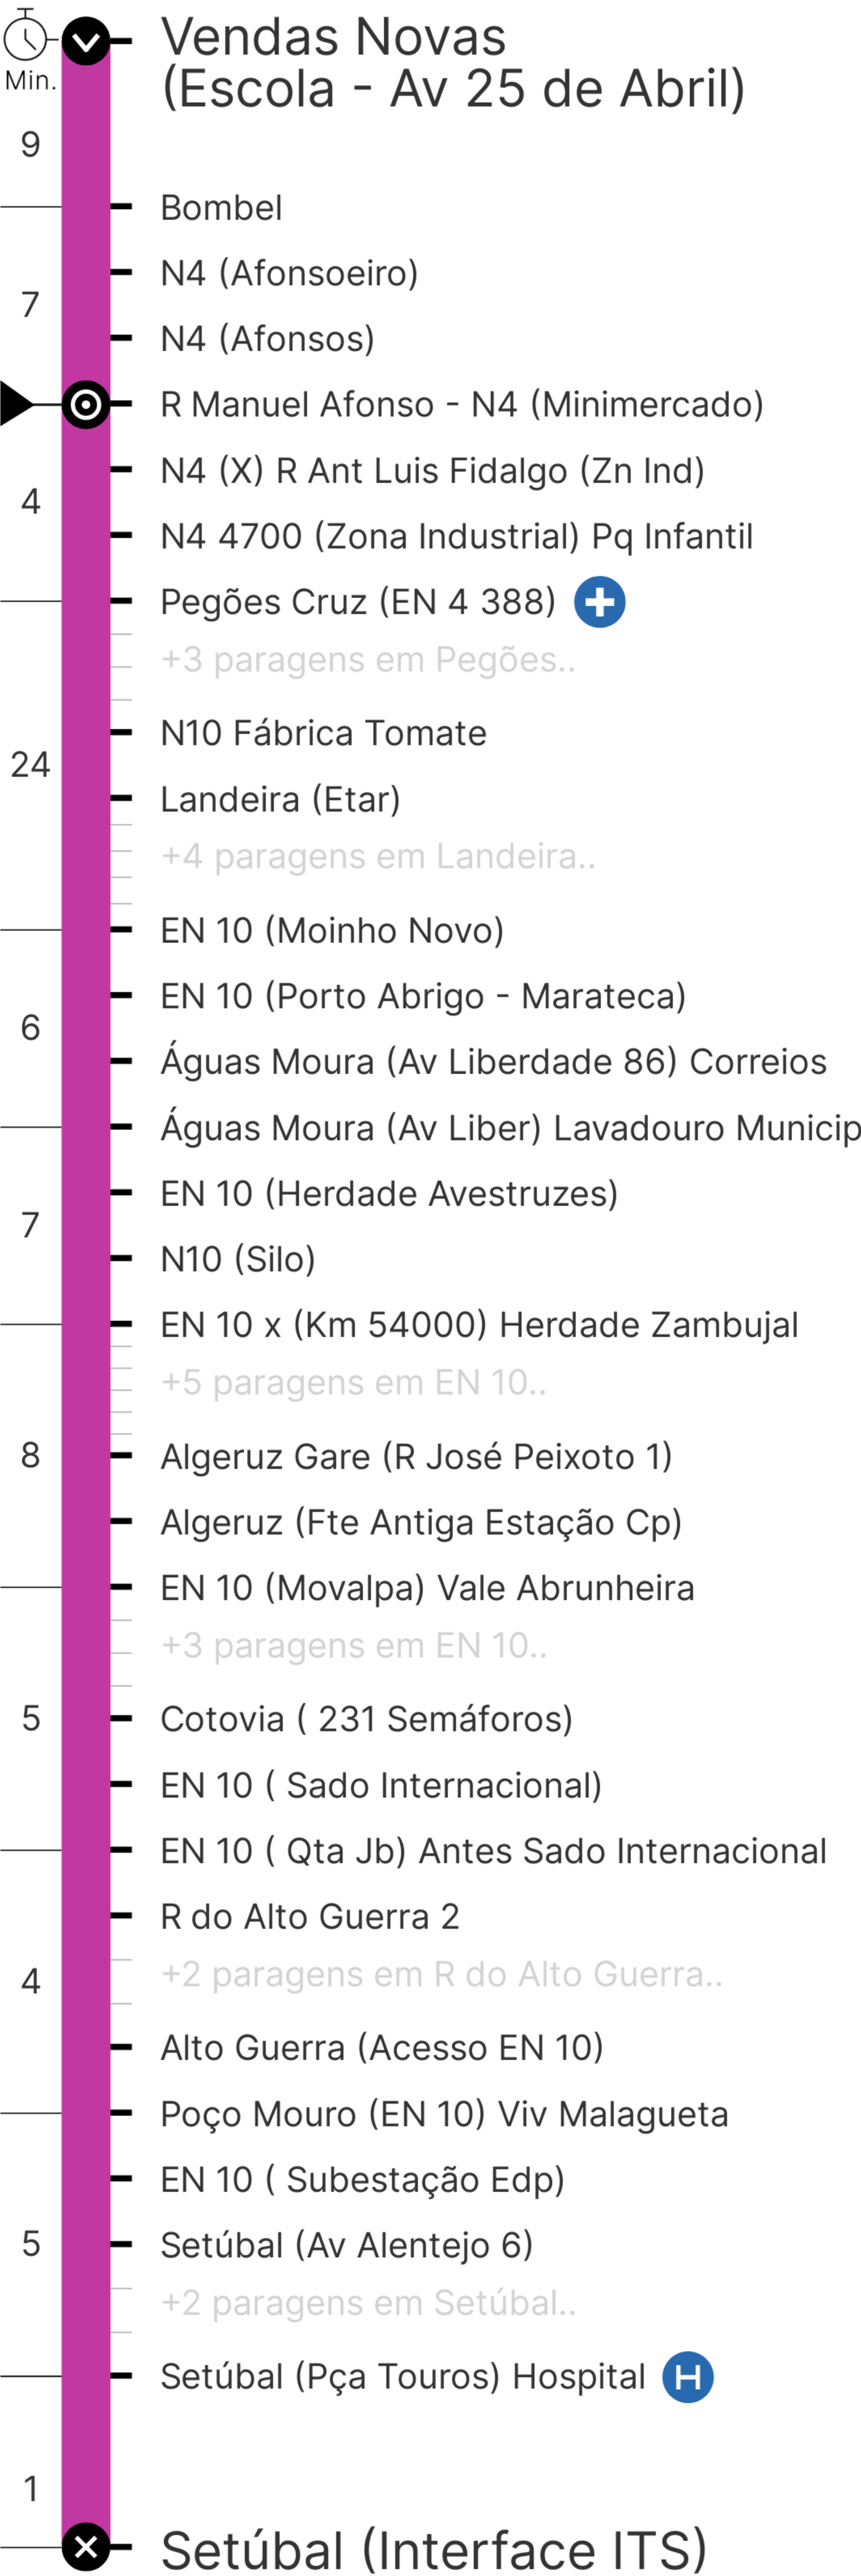 Vendas Novas
(Escola - Av 25 de Abril)
Min.
9
Bombel
N4 (Afonsoeiro)
7
N4 (Afonsos)
R Manuel Afonso - N4 (Minimercado)
N4 (X) R Ant Luis Fidalgo (Zn Ind)
4
N4 4700 (Zona Industrial) Pq Infantil
Pegões Cruz (EN 4 388)
+3 paragens em Pegões..
N10 Fábrica Tomate
24
Landeira (Etar)
+4 paragens em Landeira..
EN 10 (Moinho Novo)
EN 10 (Porto Abrigo - Marateca)
6
Águas Moura (Av Liberdade 86) Correios
Águas Moura (Av Liber) Lavadouro Municip
EN 10 (Herdade Avestruzes)
7
N10 (Silo)
EN 10 x (Km 54000) Herdade Zambujal
+5 paragens em EN 10..
8
Algeruz Gare (R José Peixoto 1)
Algeruz (Fte Antiga Estação Cp)
EN 10 (Movalpa) Vale Abrunheira
+3 paragens em EN 10..
5
Cotovia ( 231 Semáforos)
EN 10 ( Sado Internacional)
EN 10 ( Qta Jb) Antes Sado Internacional
R do Alto Guerra 2
+2 paragens em R do Alto Guerra..
4
Alto Guerra (Acesso EN 10)
Poço Mouro (EN 10) Viv Malagueta
EN 10 ( Subestação Edp)
5
Setúbal (Av Alentejo 6)
+2 paragens em Setúbal..
Setúbal (Pça Touros) Hospital H
1
Setúbal (Interface ITS)